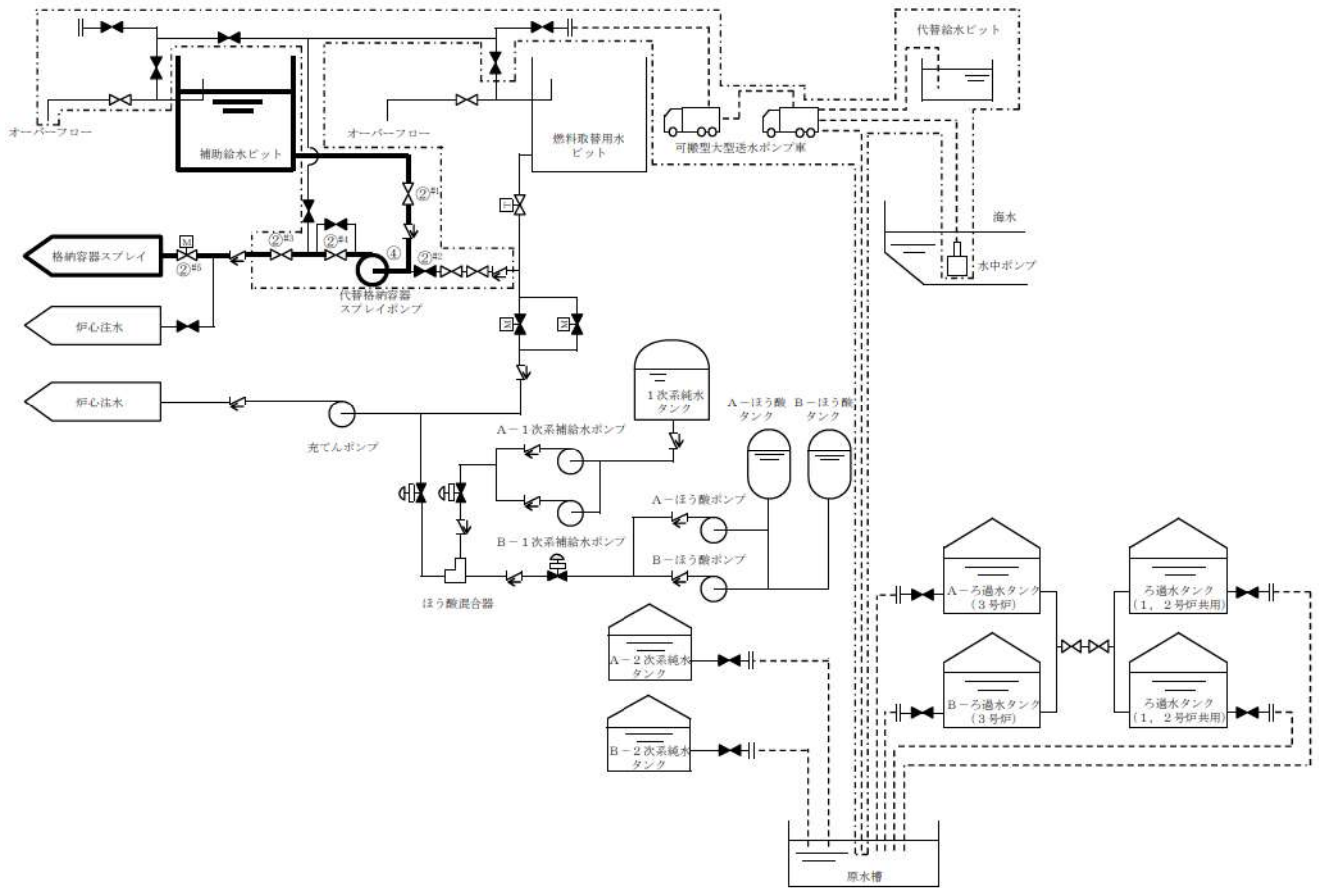 代替給水ピット
オーバーフロー
補助給水ピット
オーバーフロー
燃料取替用水
ピット
可搬型大型送水ポンプ車
②#1
T
海水
水中ポンプ
格納容器スプレイ
M
②#5
②#3
②#4
④
②#2
代替格納容器
スプレイポンプ
炉心注水
M
M
炉心注水
充てんポンプ
1次系純水
タンク
A-1次系補給水ポンプ
A-ほう酸
タンク
B-ほう酸
タンク
B-1次系補給水ポンプ
A-ほう酸ポンプ
B-ほう酸ポンプ
ほう酸混合器
A-2次系純水
タンク
B-2次系純水
タンク
A-ろ過水タンク
(3号炉)
ろ過水タンク
(1,2号炉共用)
B-ろ過水タンク
(3号炉)
ろ過水タンク
(1,2号炉共用)
原水槽